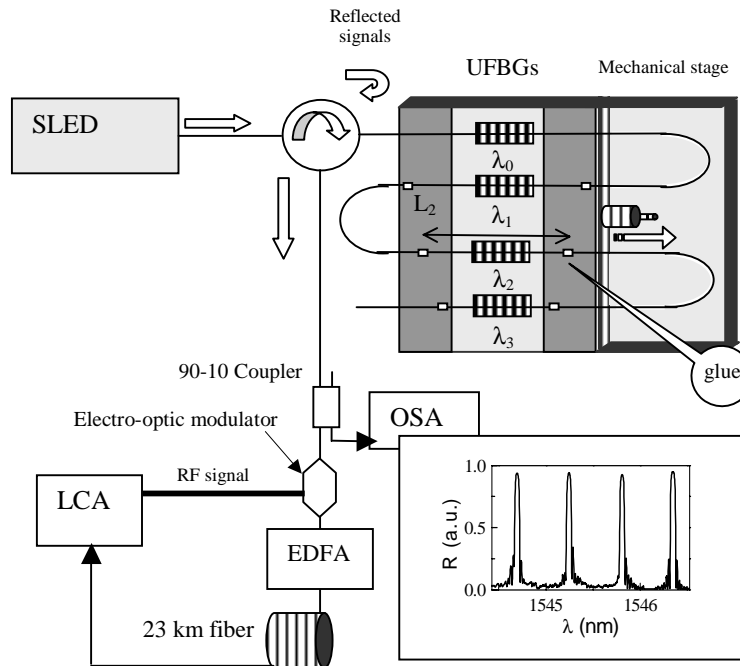 Reflected
signals
UFBGs
Mechanical stage
SLED
λ0
L2
λ1
λ2
λ3
glue
90-10 Coupler
OSA
Electro-optic modulator
RF signal
LCA
EDFA
23 km fiber
1.0
0.5
0.0
R (a.u.)
1545
1546
λ (nm)